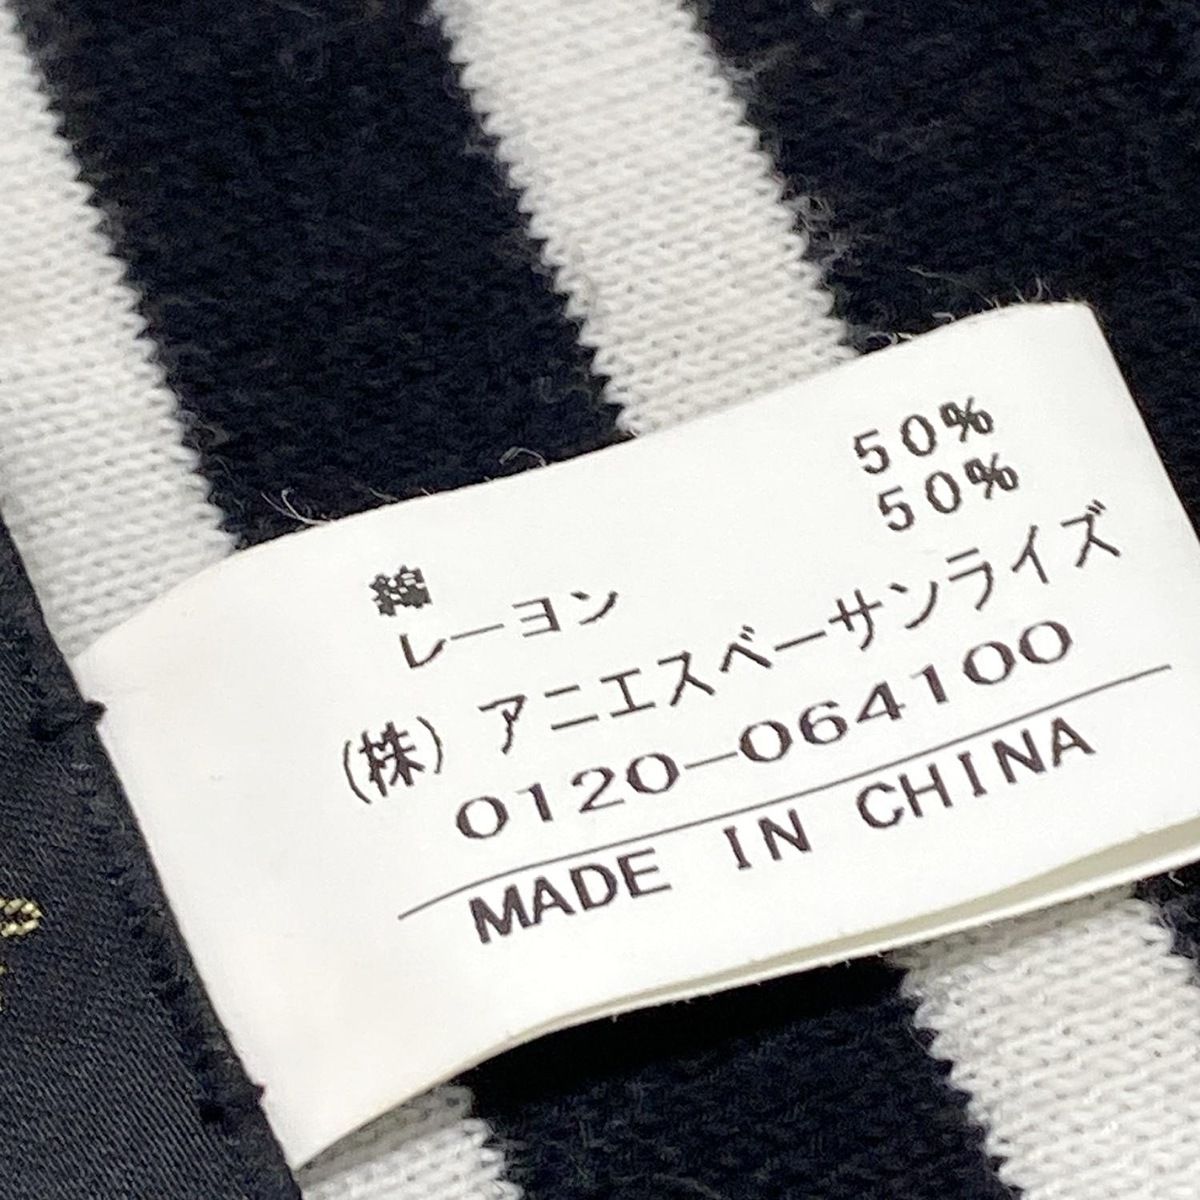 綿 50%
レーヨン 50%
(株) アニエスベーサンライズ
0120-064100
MADE IN CHINA